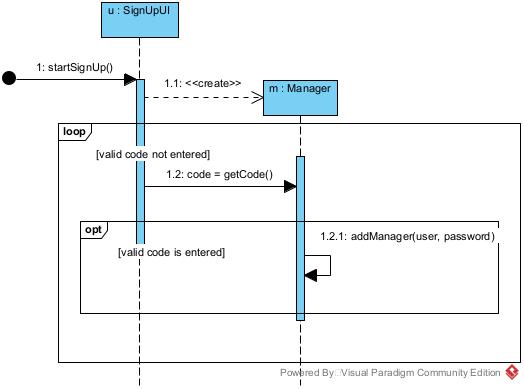 u : SignUpUI
1: startSignUp()
1.1: <<create>>
m : Manager
loop
[valid code not entered]
1.2: code = getCode()
opt
1.2.1: addManager(user, password)
[valid code is entered]
Powered By Visual Paradigm Community Edition